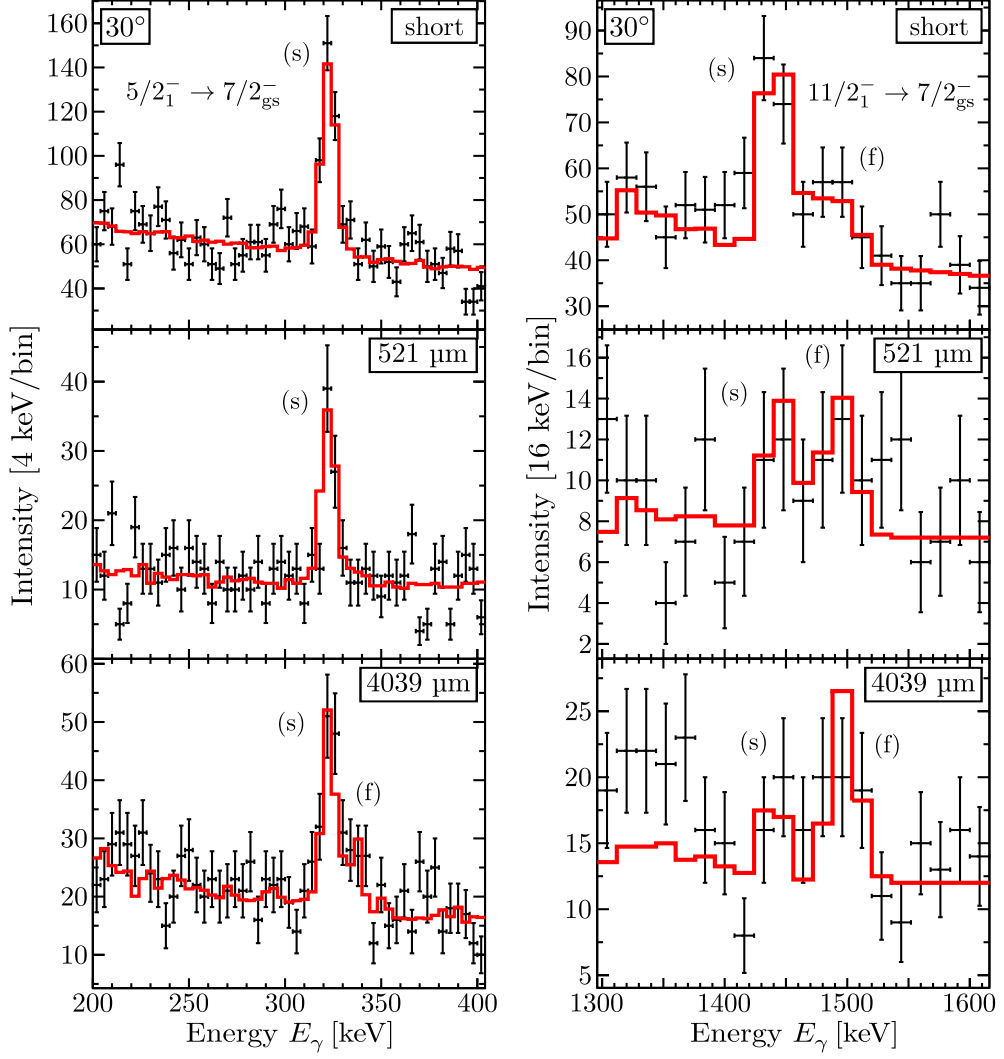 30°
short
(s)
5/2₁⁻ → 7/2gs⁻
160
140
120
100
80
60
40
30°
short
(s)
11/2₁⁻ → 7/2gs⁻
(f)
90
80
70
60
50
40
30
521 µm
(s)
40
30
20
10
Intensity [4 keV/bin]
521 µm
(f)
(s)
16
14
12
10
8
6
4
2
Intensity [16 keV/bin]
4039 µm
(s)
(f)
60
50
40
30
20
10
200 250 300 350 400
Energy Eγ [keV]
4039 µm
(s)
(f)
25
20
15
10
5
1300 1400 1500 1600
Energy Eγ [keV]